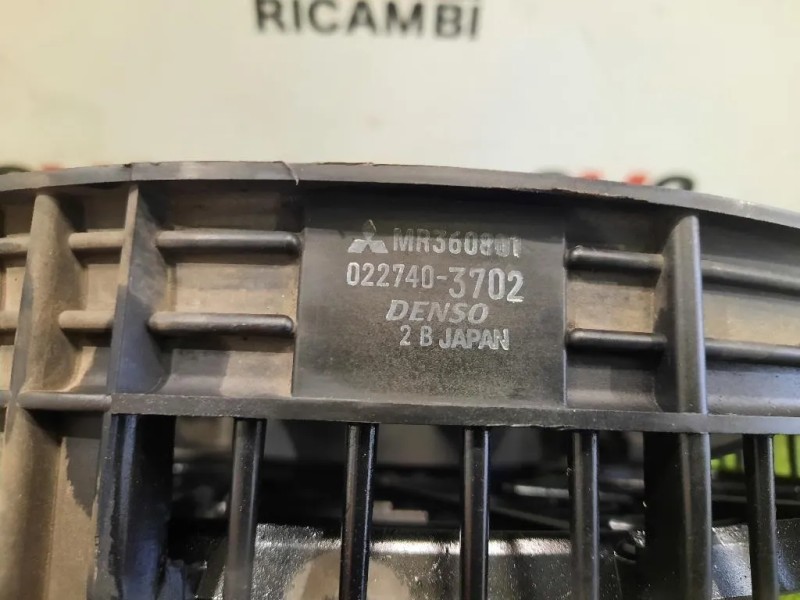 RICAMBI
MR360801
022740-3702
DENSO
2 B JAPAN